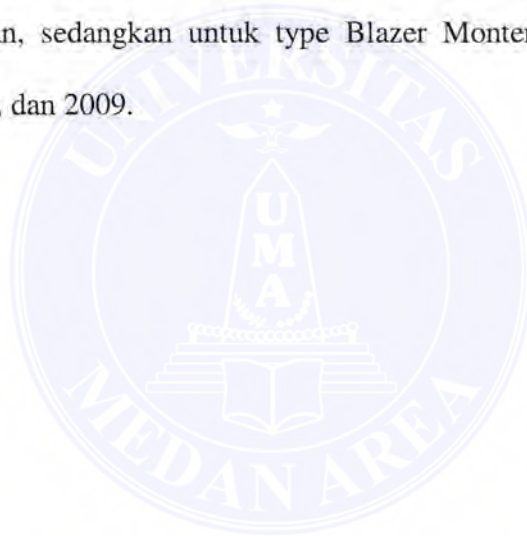 n, sedangkan untuk type Blazer Monter
, dan 2009.
UNIVERSITAS
UMA
MEDAN AREA